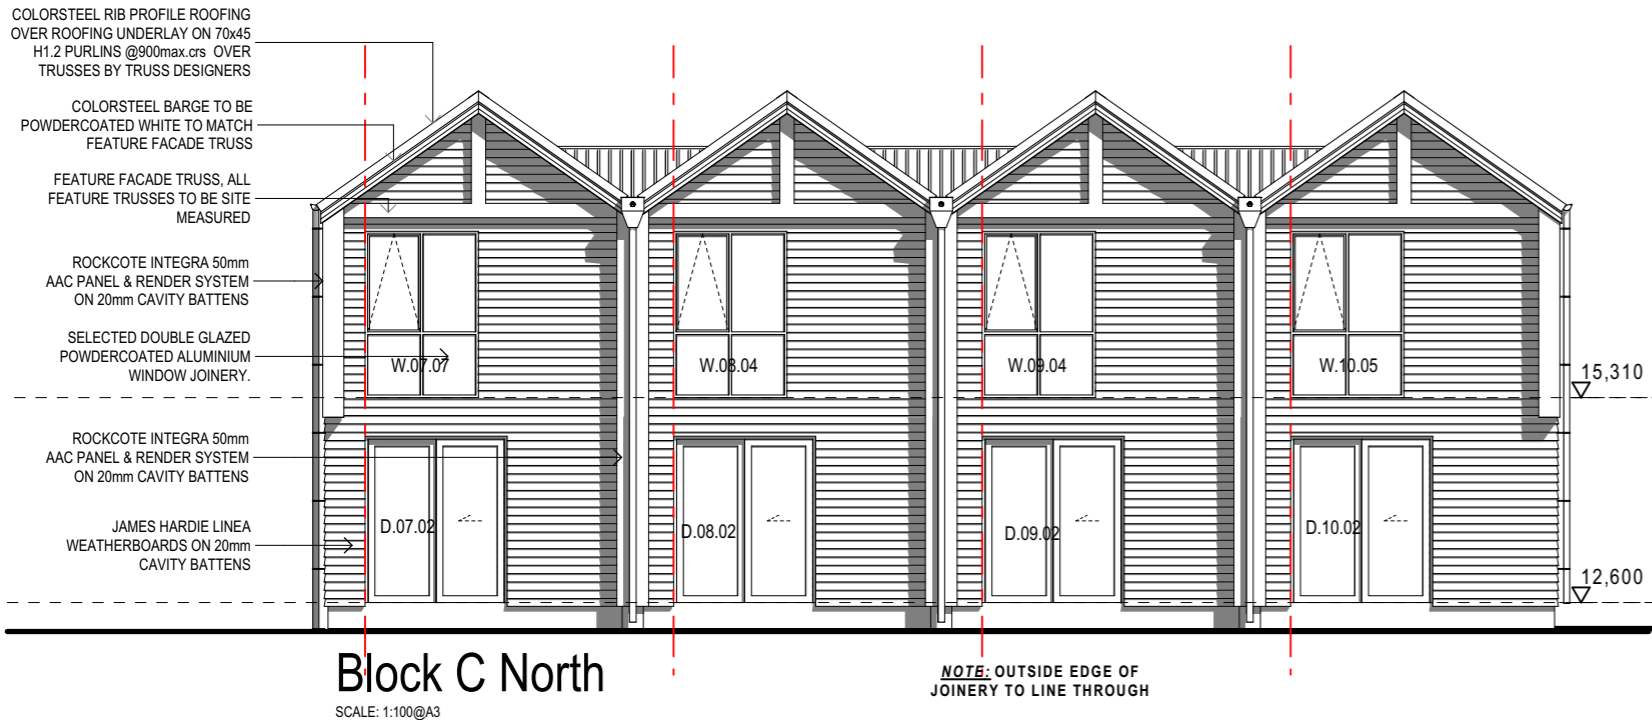 COLORSTEEL RIB PROFILE ROOFING
OVER ROOFING UNDERLAY ON 70x45
H1.2 PURLINS @900max.crs OVER
TRUSSES BY TRUSS DESIGNERS
COLORSTEEL BARGE TO BE
POWDERCOATED WHITE TO MATCH
FEATURE FACADE TRUSS
FEATURE FACADE TRUSS, ALL
FEATURE TRUSSES TO BE SITE
MEASURED
ROCKCOTE INTEGRA 50mm
AAC PANEL & RENDER SYSTEM
ON 20mm CAVITY BATTENS
SELECTED DOUBLE GLAZED
POWDERCOATED ALUMINIUM
WINDOW JOINERY.
ROCKCOTE INTEGRA 50mm
AAC PANEL & RENDER SYSTEM
ON 20mm CAVITY BATTENS
JAMES HARDIE LINEA
WEATHERBOARDS ON 20mm
CAVITY BATTENS
W.07.07
W.08.04
W.09.04
W.10.05
15,310
D.07.02
D.08.02
D.09.02
D.10.02
12,600
Block C North
SCALE: 1:100@A3
NOTE: OUTSIDE EDGE OF
JOINERY TO LINE THROUGH